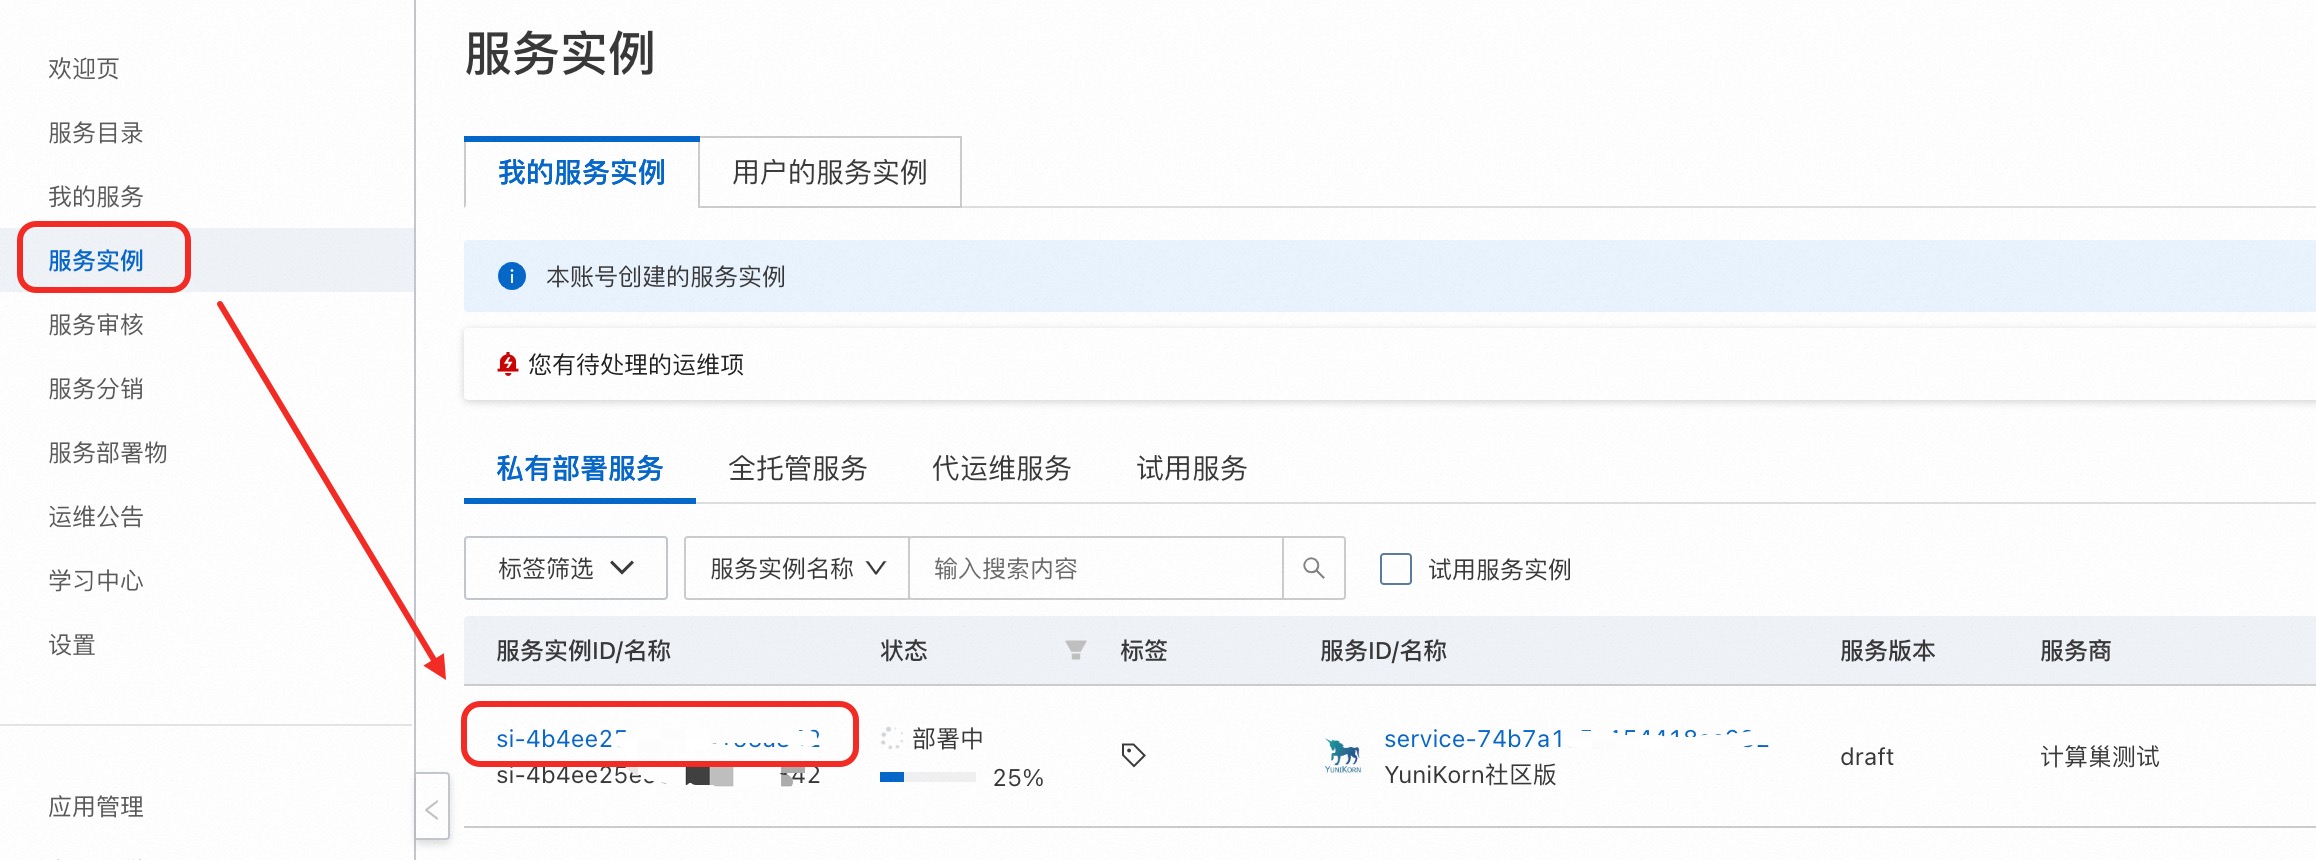 欢迎页
服务目录
我的服务
服务实例
服务审核
服务分销
服务部署物
运维公告
学习中心
设置
应用管理
服务实例
我的服务实例
用户的服务实例
本账号创建的服务实例
您有待处理的运维项
私有部署服务
全托管服务
代运维服务
试用服务
标签筛选
服务实例名称
输入搜索内容
试用服务实例
服务实例ID/名称
状态
标签
服务ID/名称
服务版本
服务商
si-4b4ee25
si-4b4ee25e
-42
部署中
25%
YUNIKORN
service-74b7a1
YuniKorn社区版
draft
计算巢测试